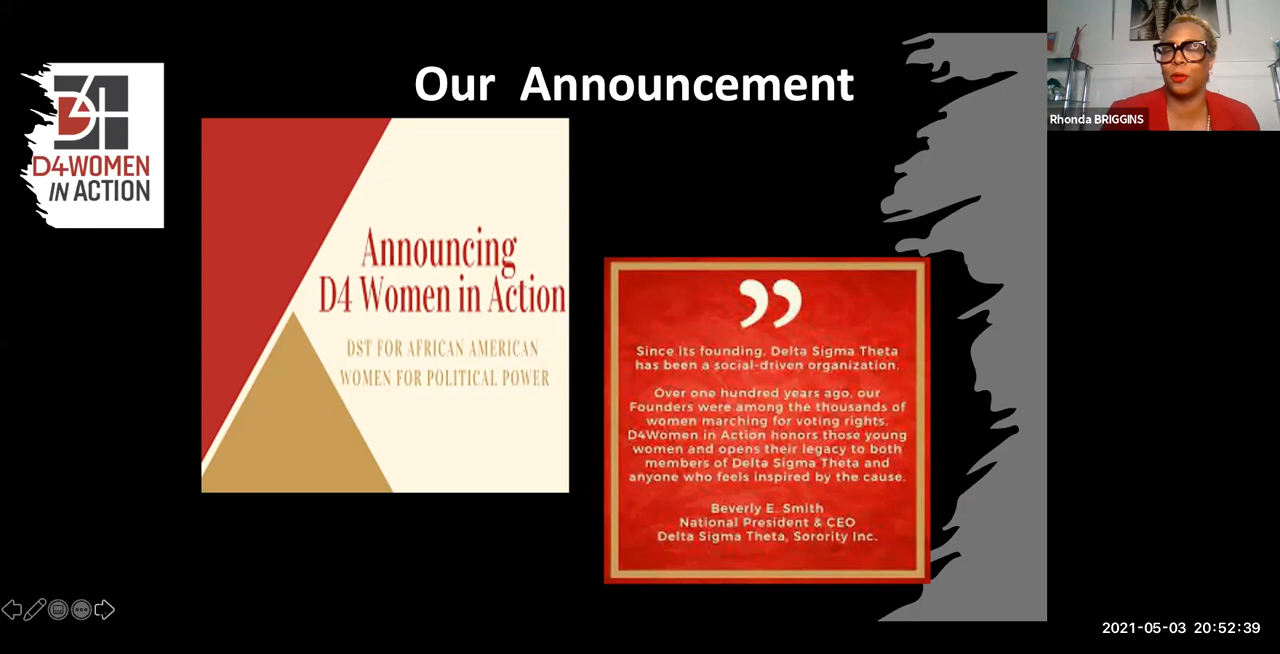 Our Announcement
D4
D4WOMEN
IN ACTION
Announcing
D4 Women in Action
DST FOR AFRICAN AMERICAN
WOMEN FOR POLITICAL POWER
”
Since its founding, Delta Sigma Theta
has been a social-driven organization.
Over one hundred years ago, our
Founders were among the thousands of
women marching for voting rights.
D4Women in Action honors those young
women and opens their legacy to both
members of Delta Sigma Theta and
anyone who feels inspired by the cause.
Beverly E. Smith
National President & CEO
Delta Sigma Theta, Sorority Inc.
Rhonda BRIGGINS
2021-05-03 20:52:39